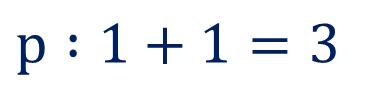 p : 1 + 1 = 3